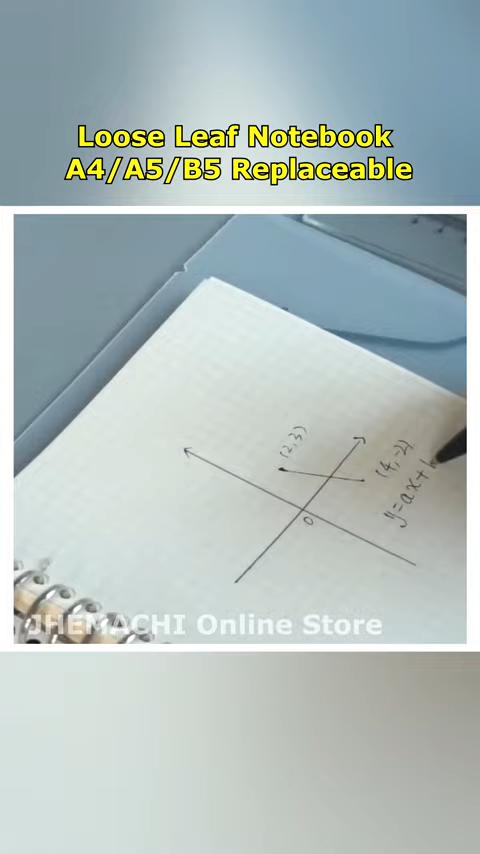 Loose Leaf Notebook
A4/A5/B5 Replaceable
(2,3)
(4,-2)
y=ax+
0
JHEMACHI Online Store